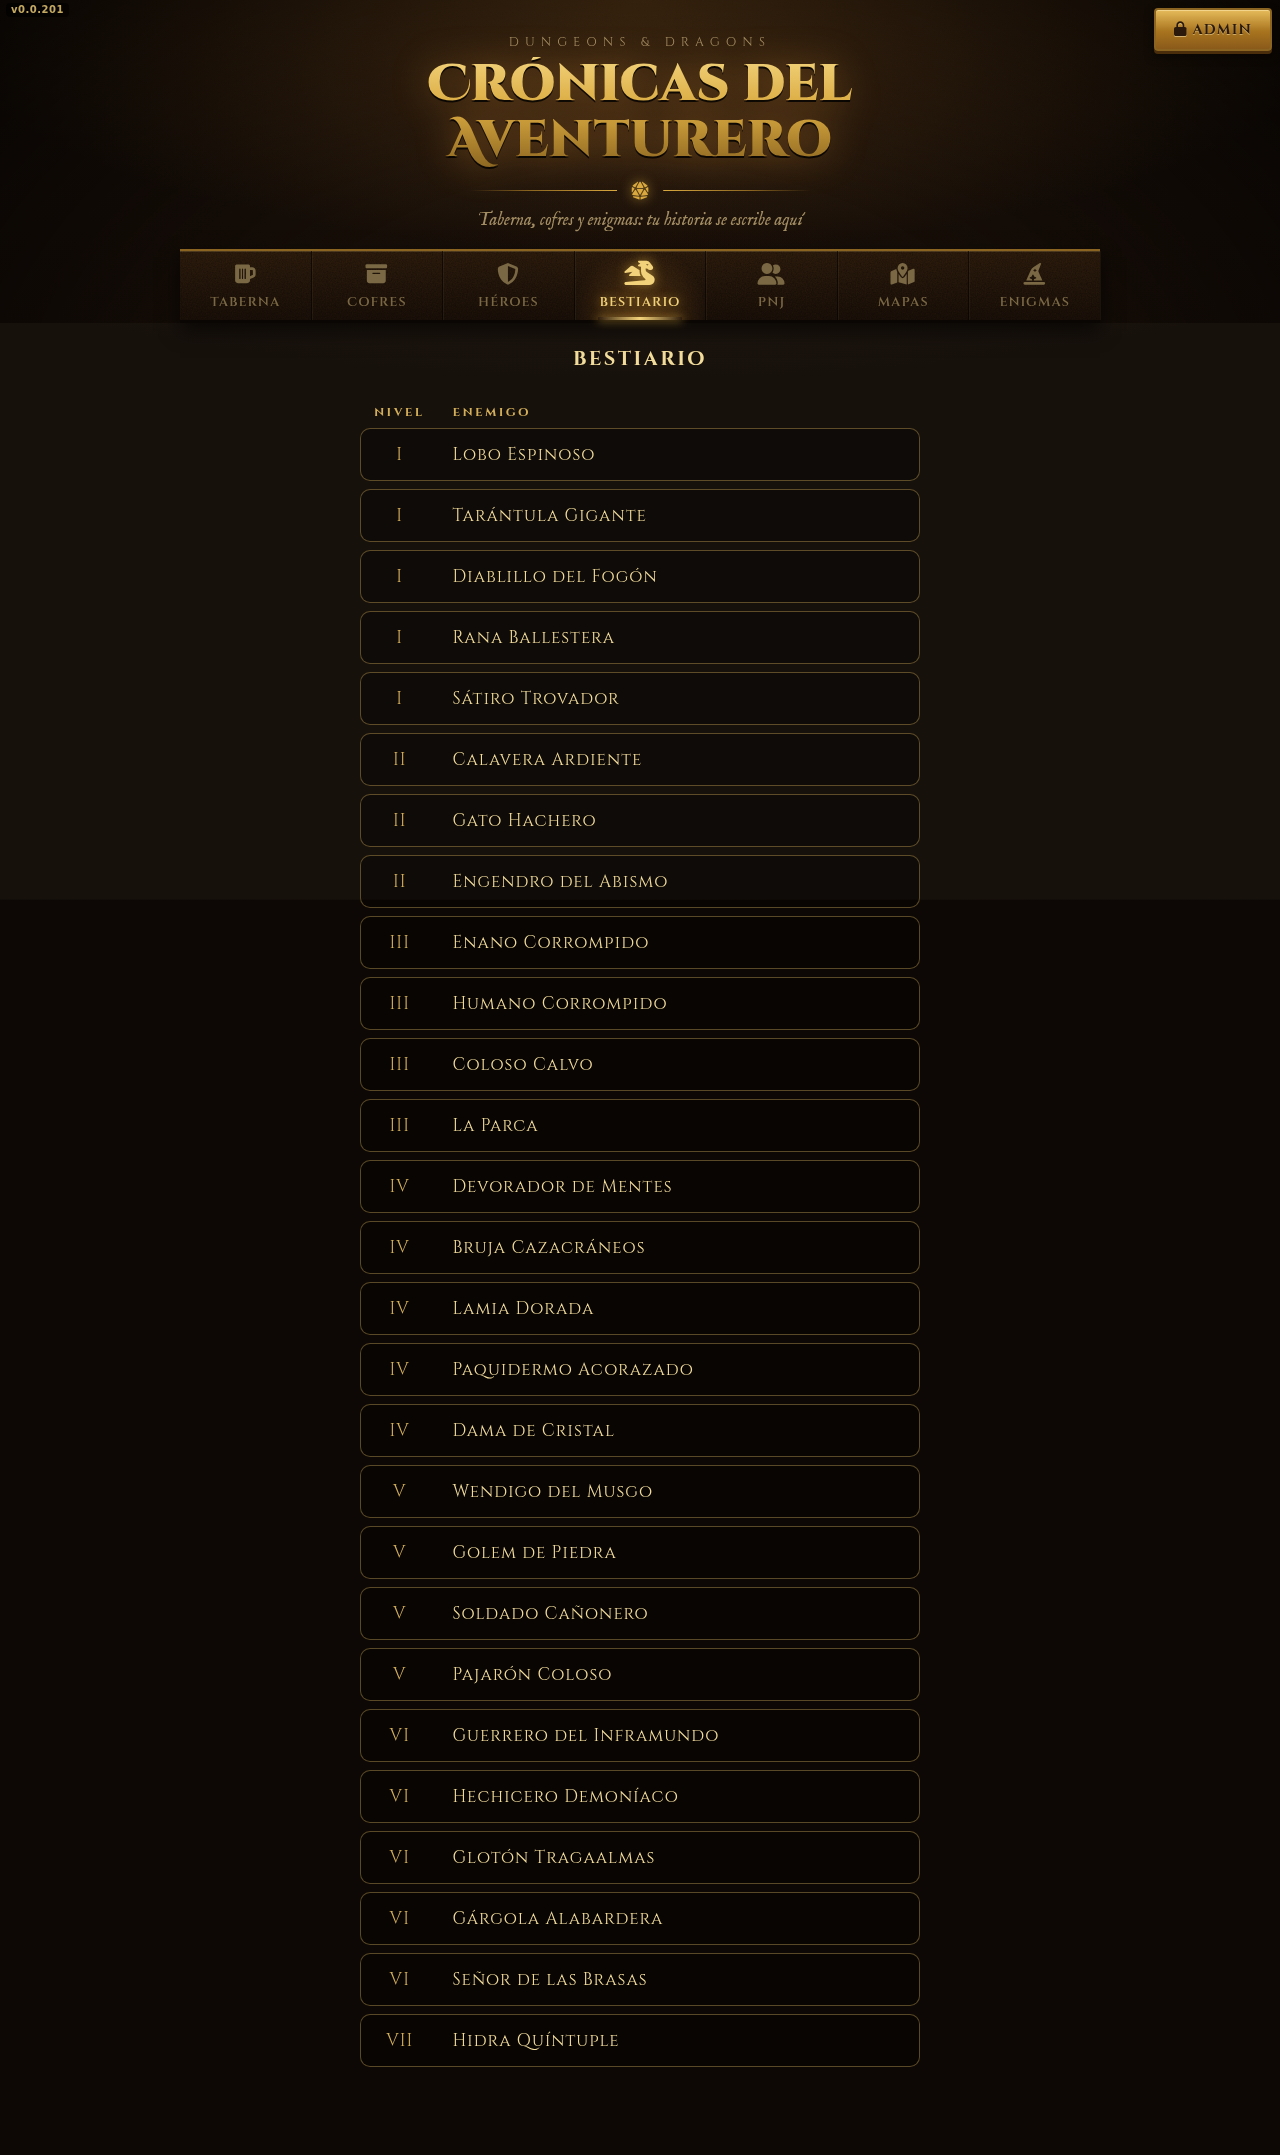 v0.0.201
ADMIN
DUNGEONS & DRAGONS
CRÓNICAS DEL
AVENTURERO
Taberna, cofres y enigmas: tu historia se escribe aquí
TABERNA COFRES HÉROES BESTIARIO PNJ MAPAS ENIGMAS
BESTIARIO
NIVEL ENEMIGO
I Lobo Espinoso
I Tarántula Gigante
I Diablillo del Fogón
I Rana Ballestera
I Sátiro Trovador
II Calavera Ardiente
II Gato Hachero
II Engendro del Abismo
III Enano Corrompido
III Humano Corrompido
III Coloso Calvo
III La Parca
IV Devorador de Mentes
IV Bruja Cazacráneos
IV Lamia Dorada
IV Paquidermo Acorazado
IV Dama de Cristal
V Wendigo del Musgo
V Golem de Piedra
V Soldado Cañonero
V Pajarón Coloso
VI Guerrero del Inframundo
VI Hechicero Demoníaco
VI Glotón Tragaalmas
VI Gárgola Alabardera
VI Señor de las Brasas
VII Hidra Quíntuple